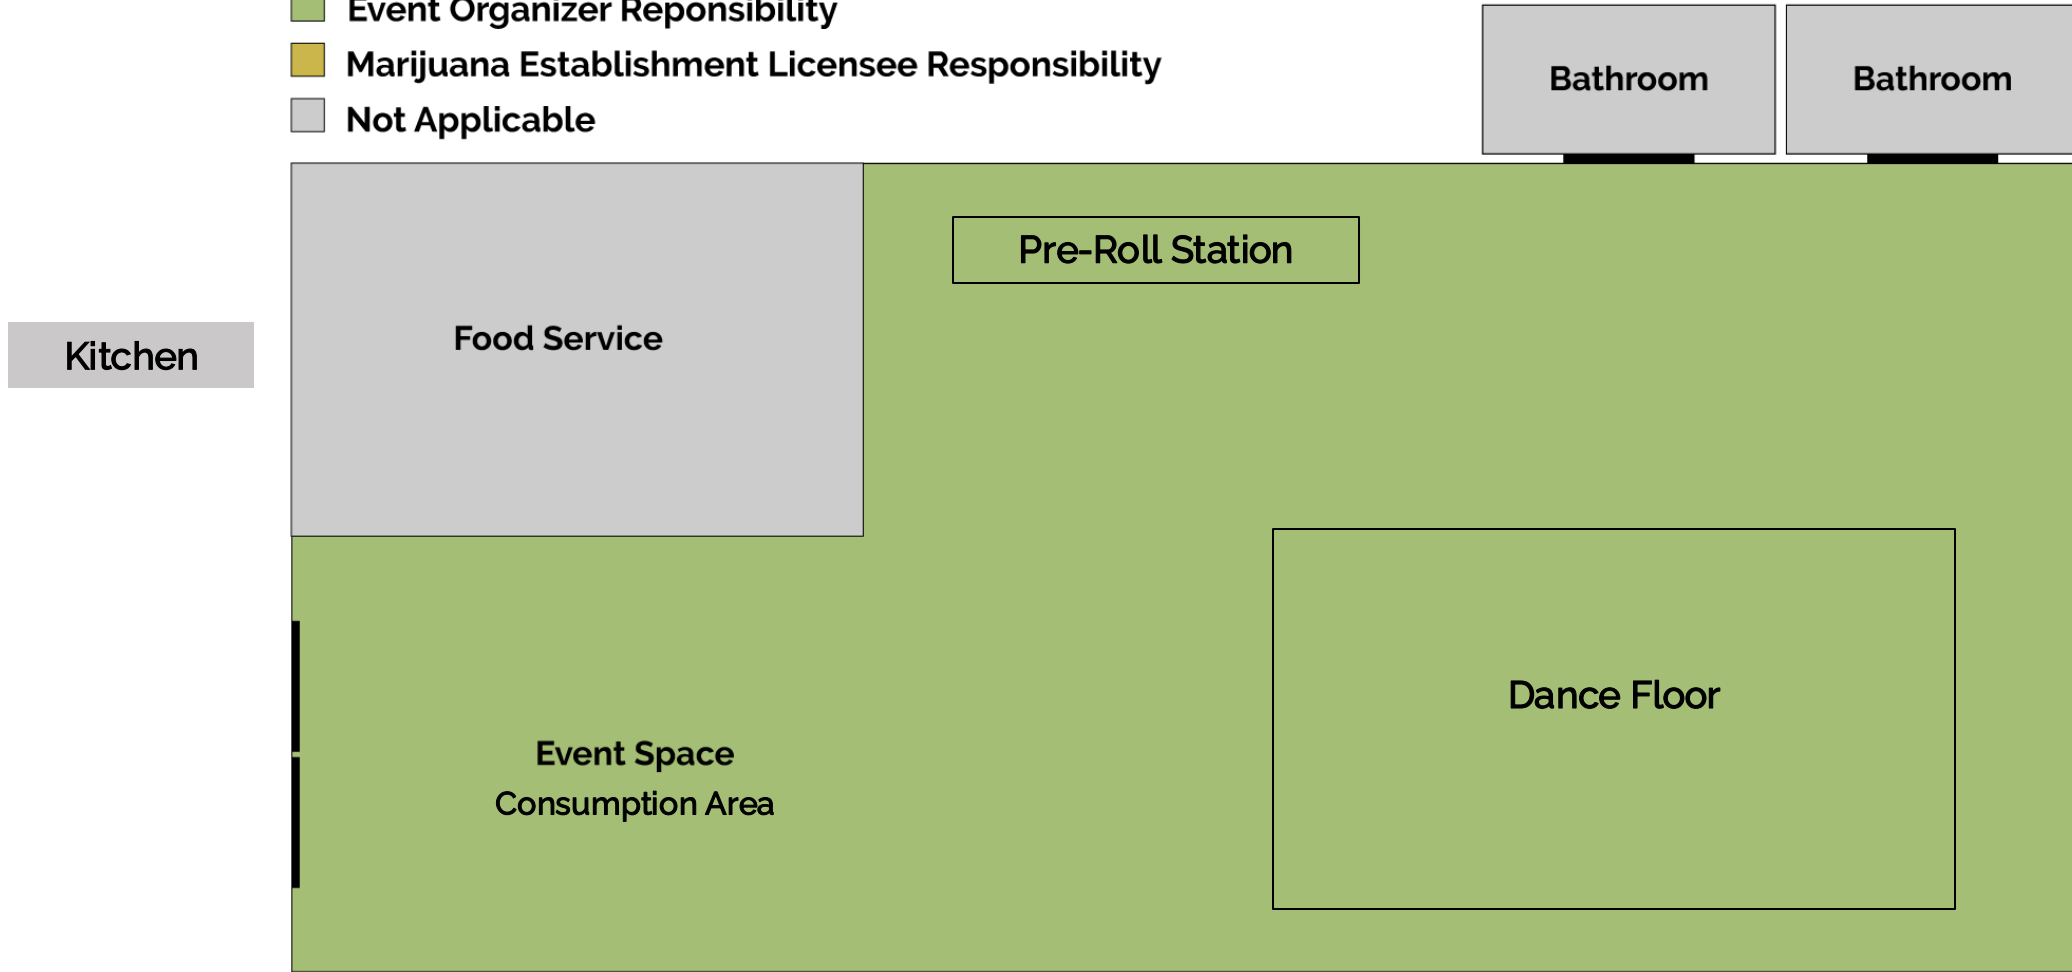 Event Organizer Reponsibility
Marijuana Establishment Licensee Responsibility
Not Applicable
Bathroom
Bathroom
Pre-Roll Station
Food Service
Kitchen
Dance Floor
Event Space
Consumption Area